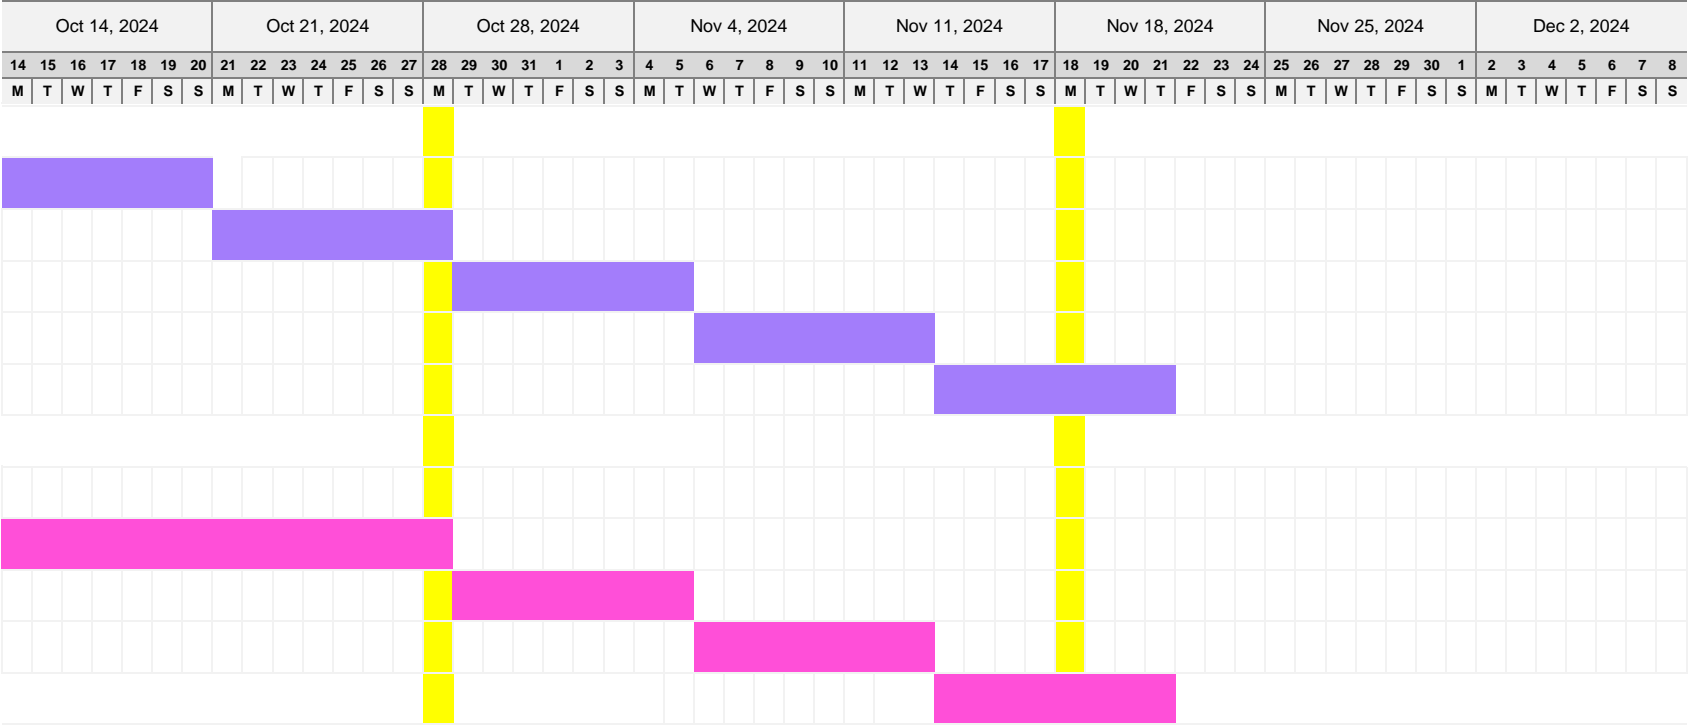 Oct 14, 2024 Oct 21, 2024 Oct 28, 2024 Nov 4, 2024 Nov 11, 2024 Nov 18, 2024 Nov 25, 2024 Dec 2, 2024
14 15 16 17 18 19 20 21 22 23 24 25 26 27 28 29 30 31 1 2 3 4 5 6 7 8 9 10 11 12 13 14 15 16 17 18 19 20 21 22 23 24 25 26 27 28 29 30 1 2 3 4 5 6 7 8
M T W T F S S M T W T F S S M T W T F S S M T W T F S S M T W T F S S M T W T F S S M T W T F S S M T W T F S S